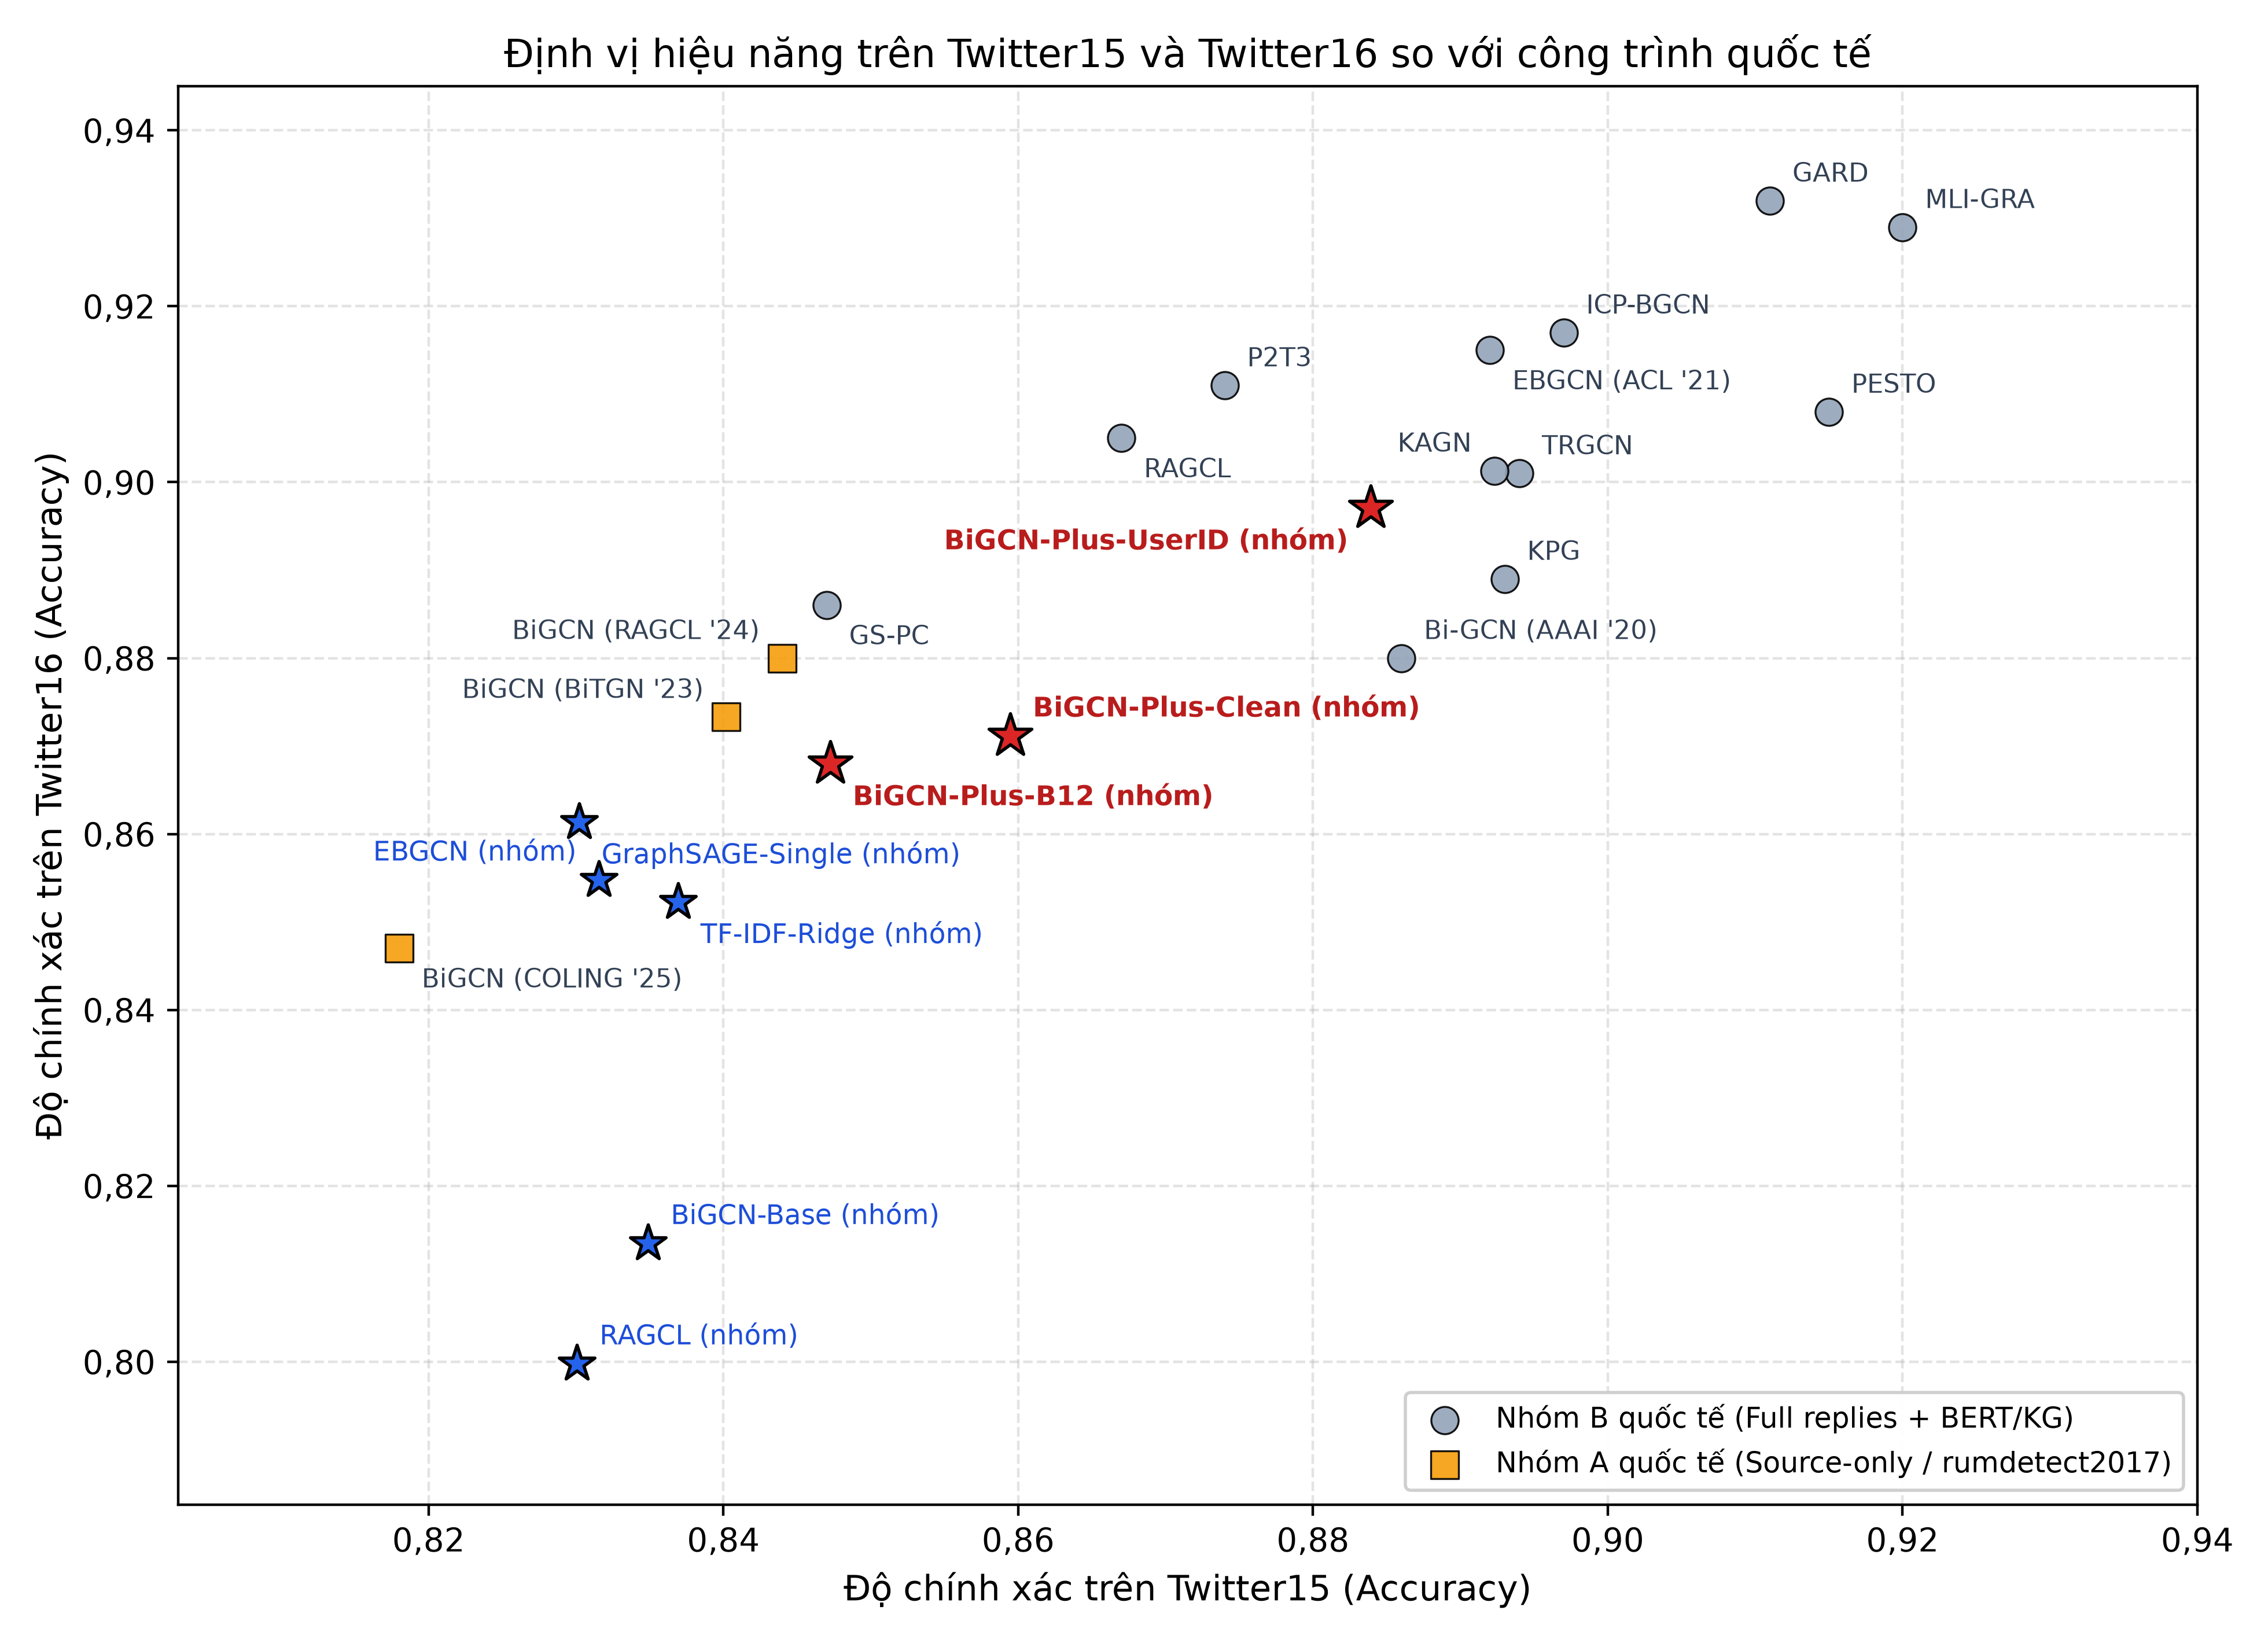 Định vị hiệu năng trên Twitter15 và Twitter16 so với công trình quốc tế
Độ chính xác trên Twitter16 (Accuracy)
0,94
0,92
0,90
0,88
0,86
0,84
0,82
0,80
GARD
MLI-GRA
ICP-BGCN
P2T3
EBGCN (ACL '21)
PESTO
KAGN
TRGCN
RAGCL
BiGCN-Plus-UserID (nhóm)
KPG
BiGCN (RAGCL '24)
GS-PC
Bi-GCN (AAAI '20)
BiGCN (BiTGN '23)
BiGCN-Plus-Clean (nhóm)
BiGCN-Plus-B12 (nhóm)
EBGCN (nhóm)
GraphSAGE-Single (nhóm)
TF-IDF-Ridge (nhóm)
BiGCN (COLING '25)
BiGCN-Base (nhóm)
RAGCL (nhóm)
Nhóm B quốc tế (Full replies + BERT/KG)
Nhóm A quốc tế (Source-only / rumdetect2017)
0,82
0,84
0,86
0,88
0,90
0,92
0,94
Độ chính xác trên Twitter15 (Accuracy)